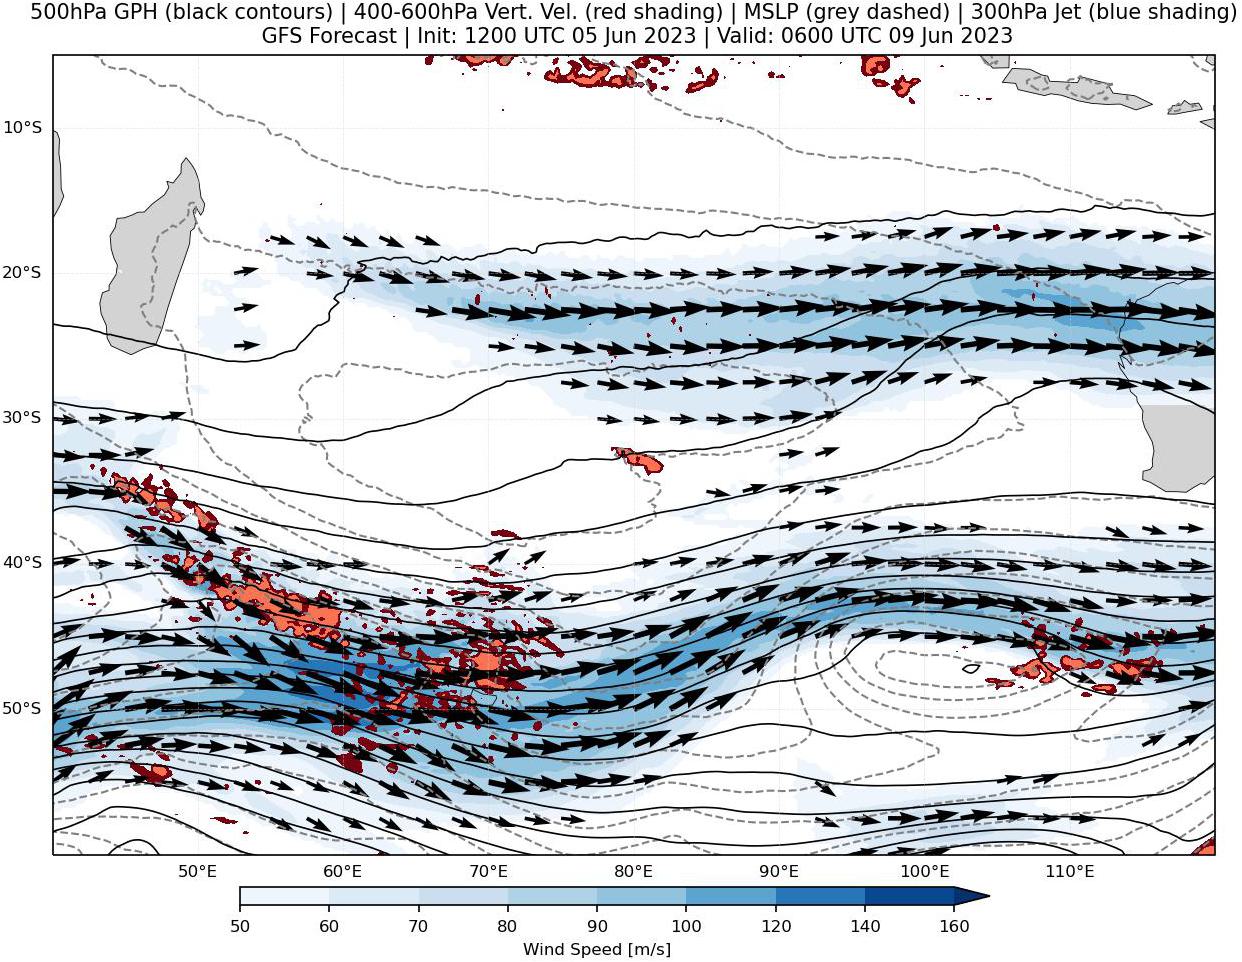 500hPa GPH (black contours) | 400-600hPa Vert. Vel. (red shading) | MSLP (grey dashed) | 300hPa Jet (blue shading)
GFS Forecast | Init: 1200 UTC 05 Jun 2023 | Valid: 0600 UTC 09 Jun 2023
10°S
20°S
30°S
40°S
50°S
50°E 60°E 70°E 80°E 90°E 100°E 110°E
50 60 70 80 90 100 120 140 160
Wind Speed [m/s]